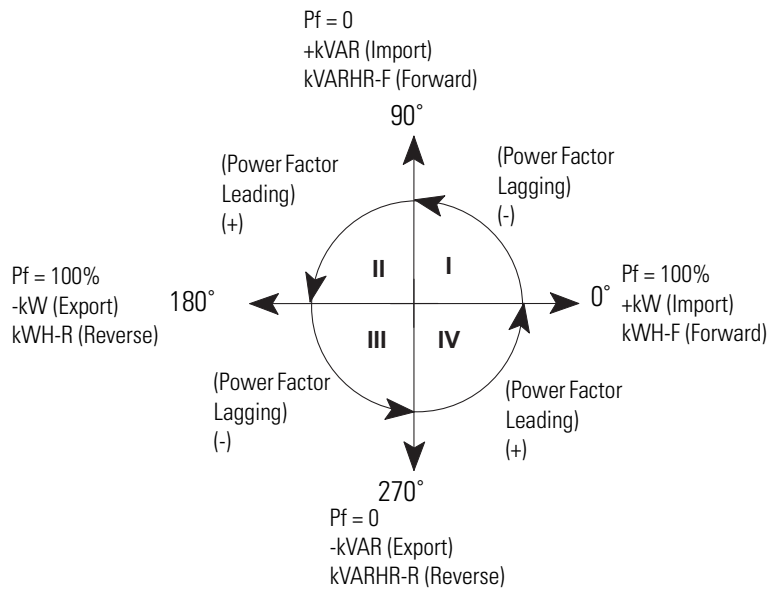 Pf = 0
+kVAR (Import)
kVARHR-F (Forward)
90°
(Power Factor
Leading)
(+)
(Power Factor
Lagging)
(-)
II
I
Pf = 100%
-kW (Export)
kWH-R (Reverse)
180°
0°
Pf = 100%
+kW (Import)
kWH-F (Forward)
III
IV
(Power Factor
Lagging)
(-)
(Power Factor
Leading)
(+)
270°
Pf = 0
-kVAR (Export)
kVARHR-R (Reverse)